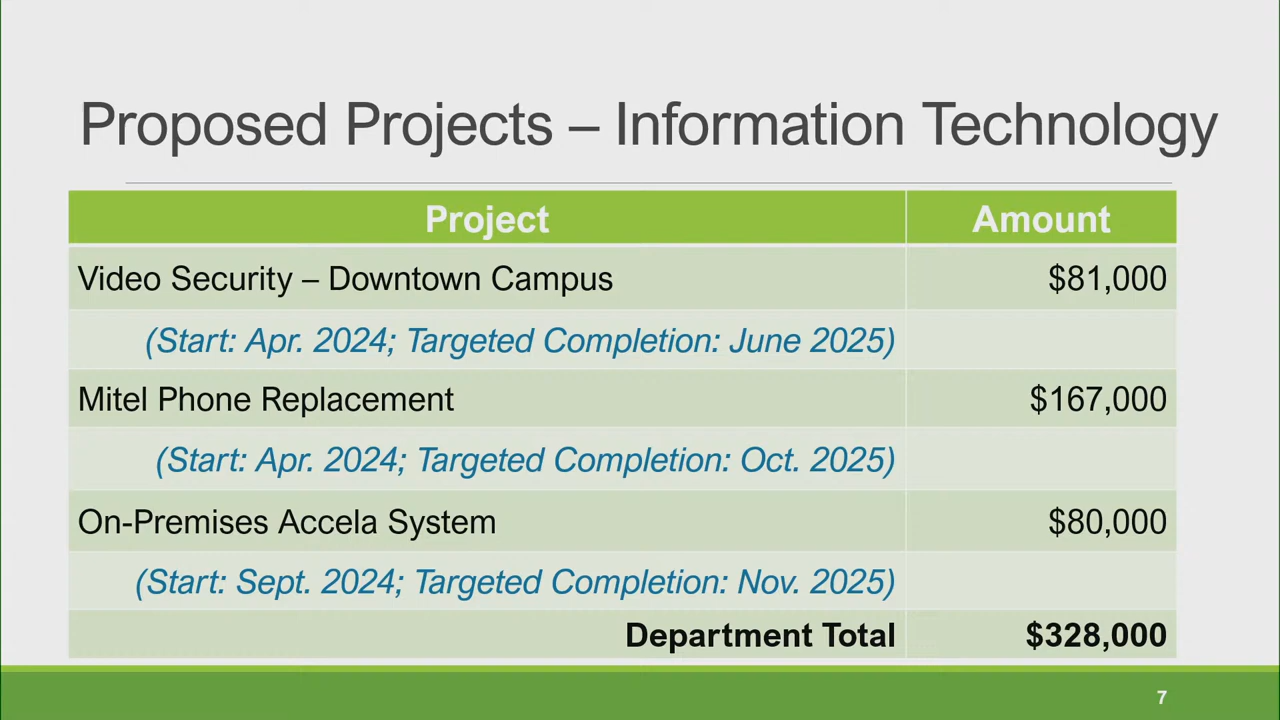 Proposed Projects – Information Technology
Project Amount
Video Security – Downtown Campus $81,000
(Start: Apr. 2024; Targeted Completion: June 2025)
Mitel Phone Replacement $167,000
(Start: Apr. 2024; Targeted Completion: Oct. 2025)
On-Premises Accela System $80,000
(Start: Sept. 2024; Targeted Completion: Nov. 2025)
Department Total $328,000
7